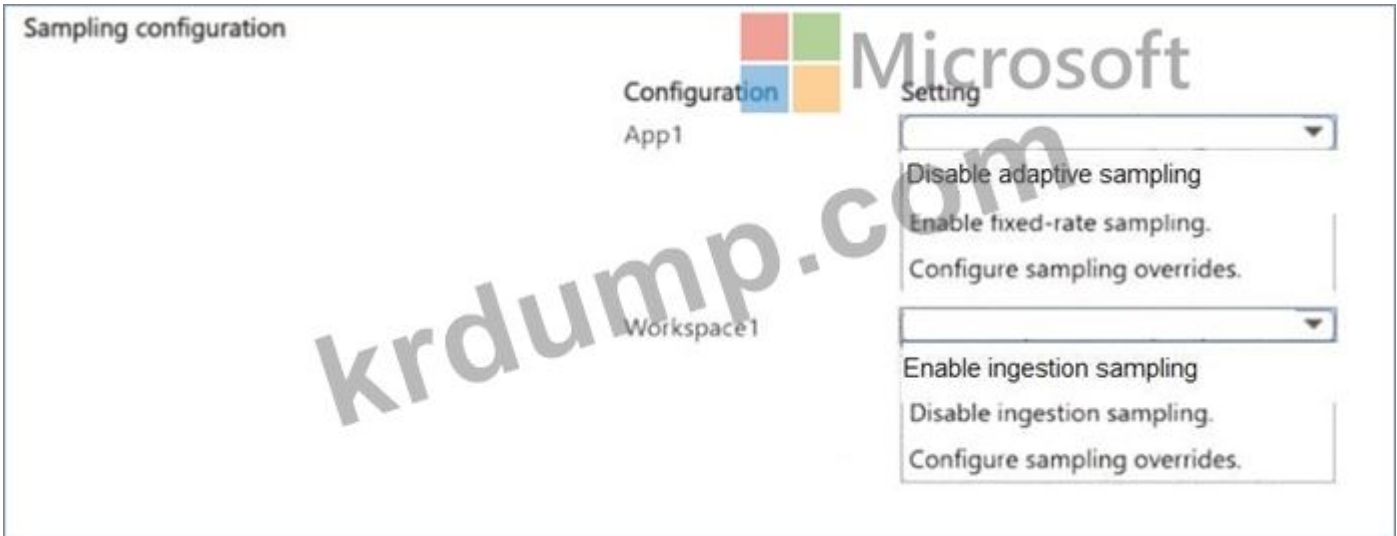 Sampling configuration
Microsoft
Configuration Setting
App1
Disable adaptive sampling
Enable fixed-rate sampling.
Configure sampling overrides.
krdump.com
Workspace1
Enable ingestion sampling
Disable ingestion sampling.
Configure sampling overrides.